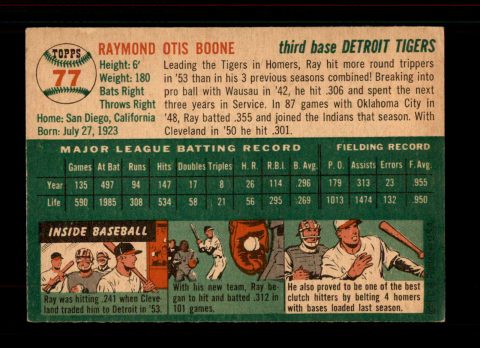 TOPPS
77
RAYMOND OTIS BOONE
third base DETROIT TIGERS
Height: 6'
Weight: 180
Bats Right
Throws Right
Home: San Diego, California
Born: July 27, 1923
Leading the Tigers in Homers, Ray hit more round trippers
in '53 than in his 3 previous seasons combined! Breaking into
pro ball with Wausau in '42, he hit .306 and spent the next
three years in Service. In 87 games with Oklahoma City in
'48, Ray batted .355 and joined the Indians that season. With
Cleveland in '50 he hit .301.
MAJOR LEAGUE BATTING RECORD FIELDING RECORD
Games At Bat Runs Hits Doubles Triples H. R. R.B.I. B. Avg. P. O. Assists Errors F. Avg.
Year 135 497 94 147 17 8 26 114 .296 179 313 23 .955
Life 590 1985 308 534 65 21 .269 1013 1474 132 .950
INSIDE BASEBALL
Ray was hitting .241 when Cleve-
land traded him to Detroit in '53.
With his new team, Ray be-
gan to hit and batted .312 in
101 games.
He also proved to be one of the best
clutch hitters by belting 4 homers
with bases loaded last season.